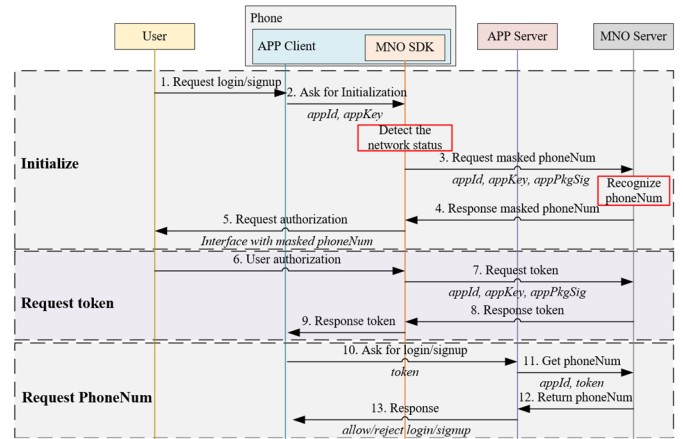 Phone
User
APP Client
MNO SDK
APP Server
MNO Server
1. Request login/signup
2. Ask for Initialization
appId, appKey
Detect the
network status
3. Request masked phoneNum
Initialize
appId, appKey, appPkgSig
Recognize
phoneNum
4. Response masked phoneNum
5. Request authorization
Interface with masked phoneNum
6. User authorization
7. Request token
appId, appKey, appPkgSig
Request token
8. Response token
9. Response token
10. Ask for login/signup
token
11. Get phoneNum
appId, token
Request PhoneNum
12. Return phoneNum
13. Response
allow/reject login/signup